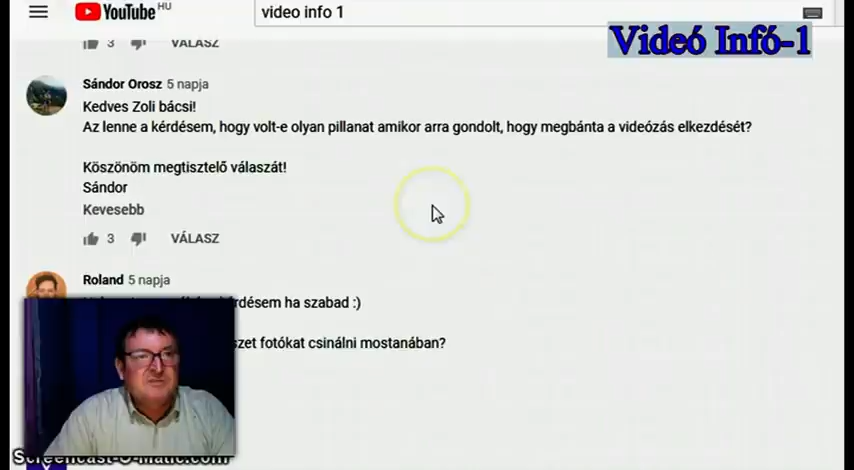 YouTube HU
video info 1
Videó Infó-1
3 VÁLASZ
Sándor Orosz 5 napja
Kedves Zoli bácsi!
Az lenne a kérdésem, hogy volt-e olyan pillanat amikor arra gondolt, hogy megbánta a videózás elkezdését?
Köszönöm megtisztelő válaszát!
Sándor
Kevesebb
3 VÁLASZ
Roland 5 napja
ha szabad :)
fotókat csinálni mostanában?
Screencast-O-Matic.com